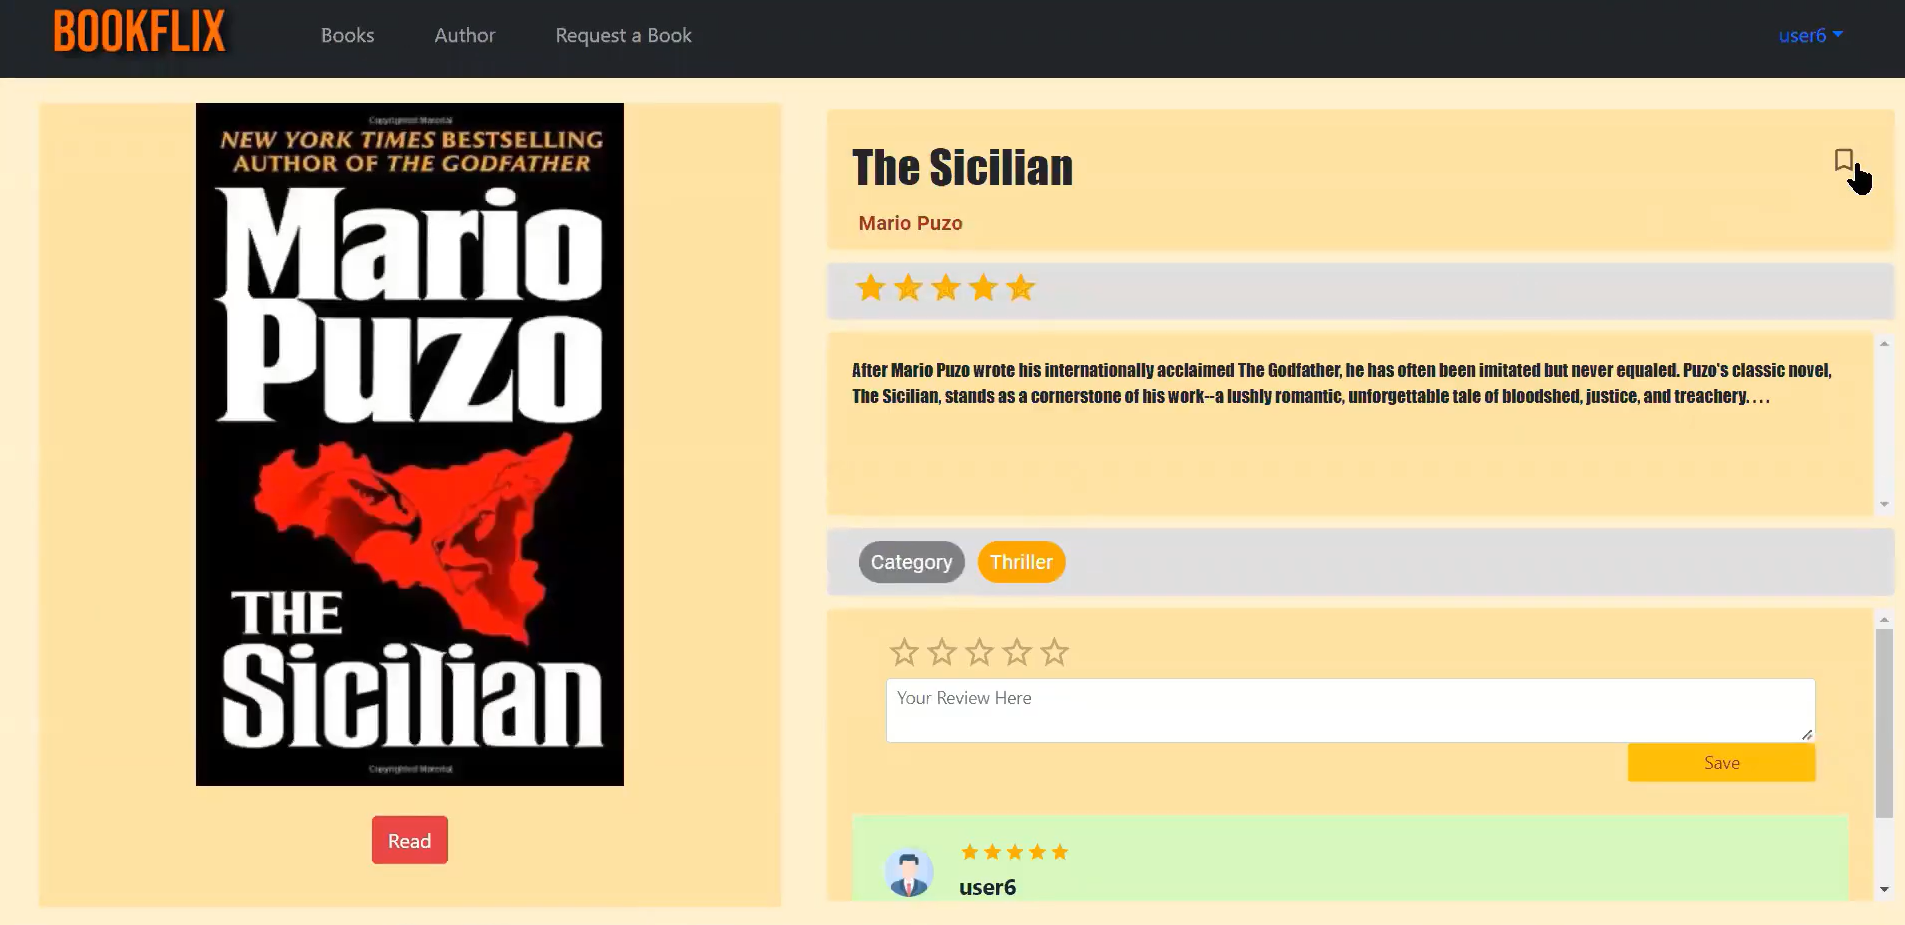 BOOKFLIX
Books
Author
Request a Book
user6
Copyrighted Material
NEW YORK TIMES BESTSELLING
AUTHOR OF THE GODFATHER
Mario
Puzo
THE
Sicilian
Copyrighted Material
Read
The Sicilian
Mario Puzo
After Mario Puzo wrote his internationally acclaimed The Godfather, he has often been imitated but never equaled. Puzo's classic novel,
The Sicilian, stands as a cornerstone of his work--a lushly romantic, unforgettable tale of bloodshed, justice, and treachery. . . .
Category
Thriller
Your Review Here
Save
user6